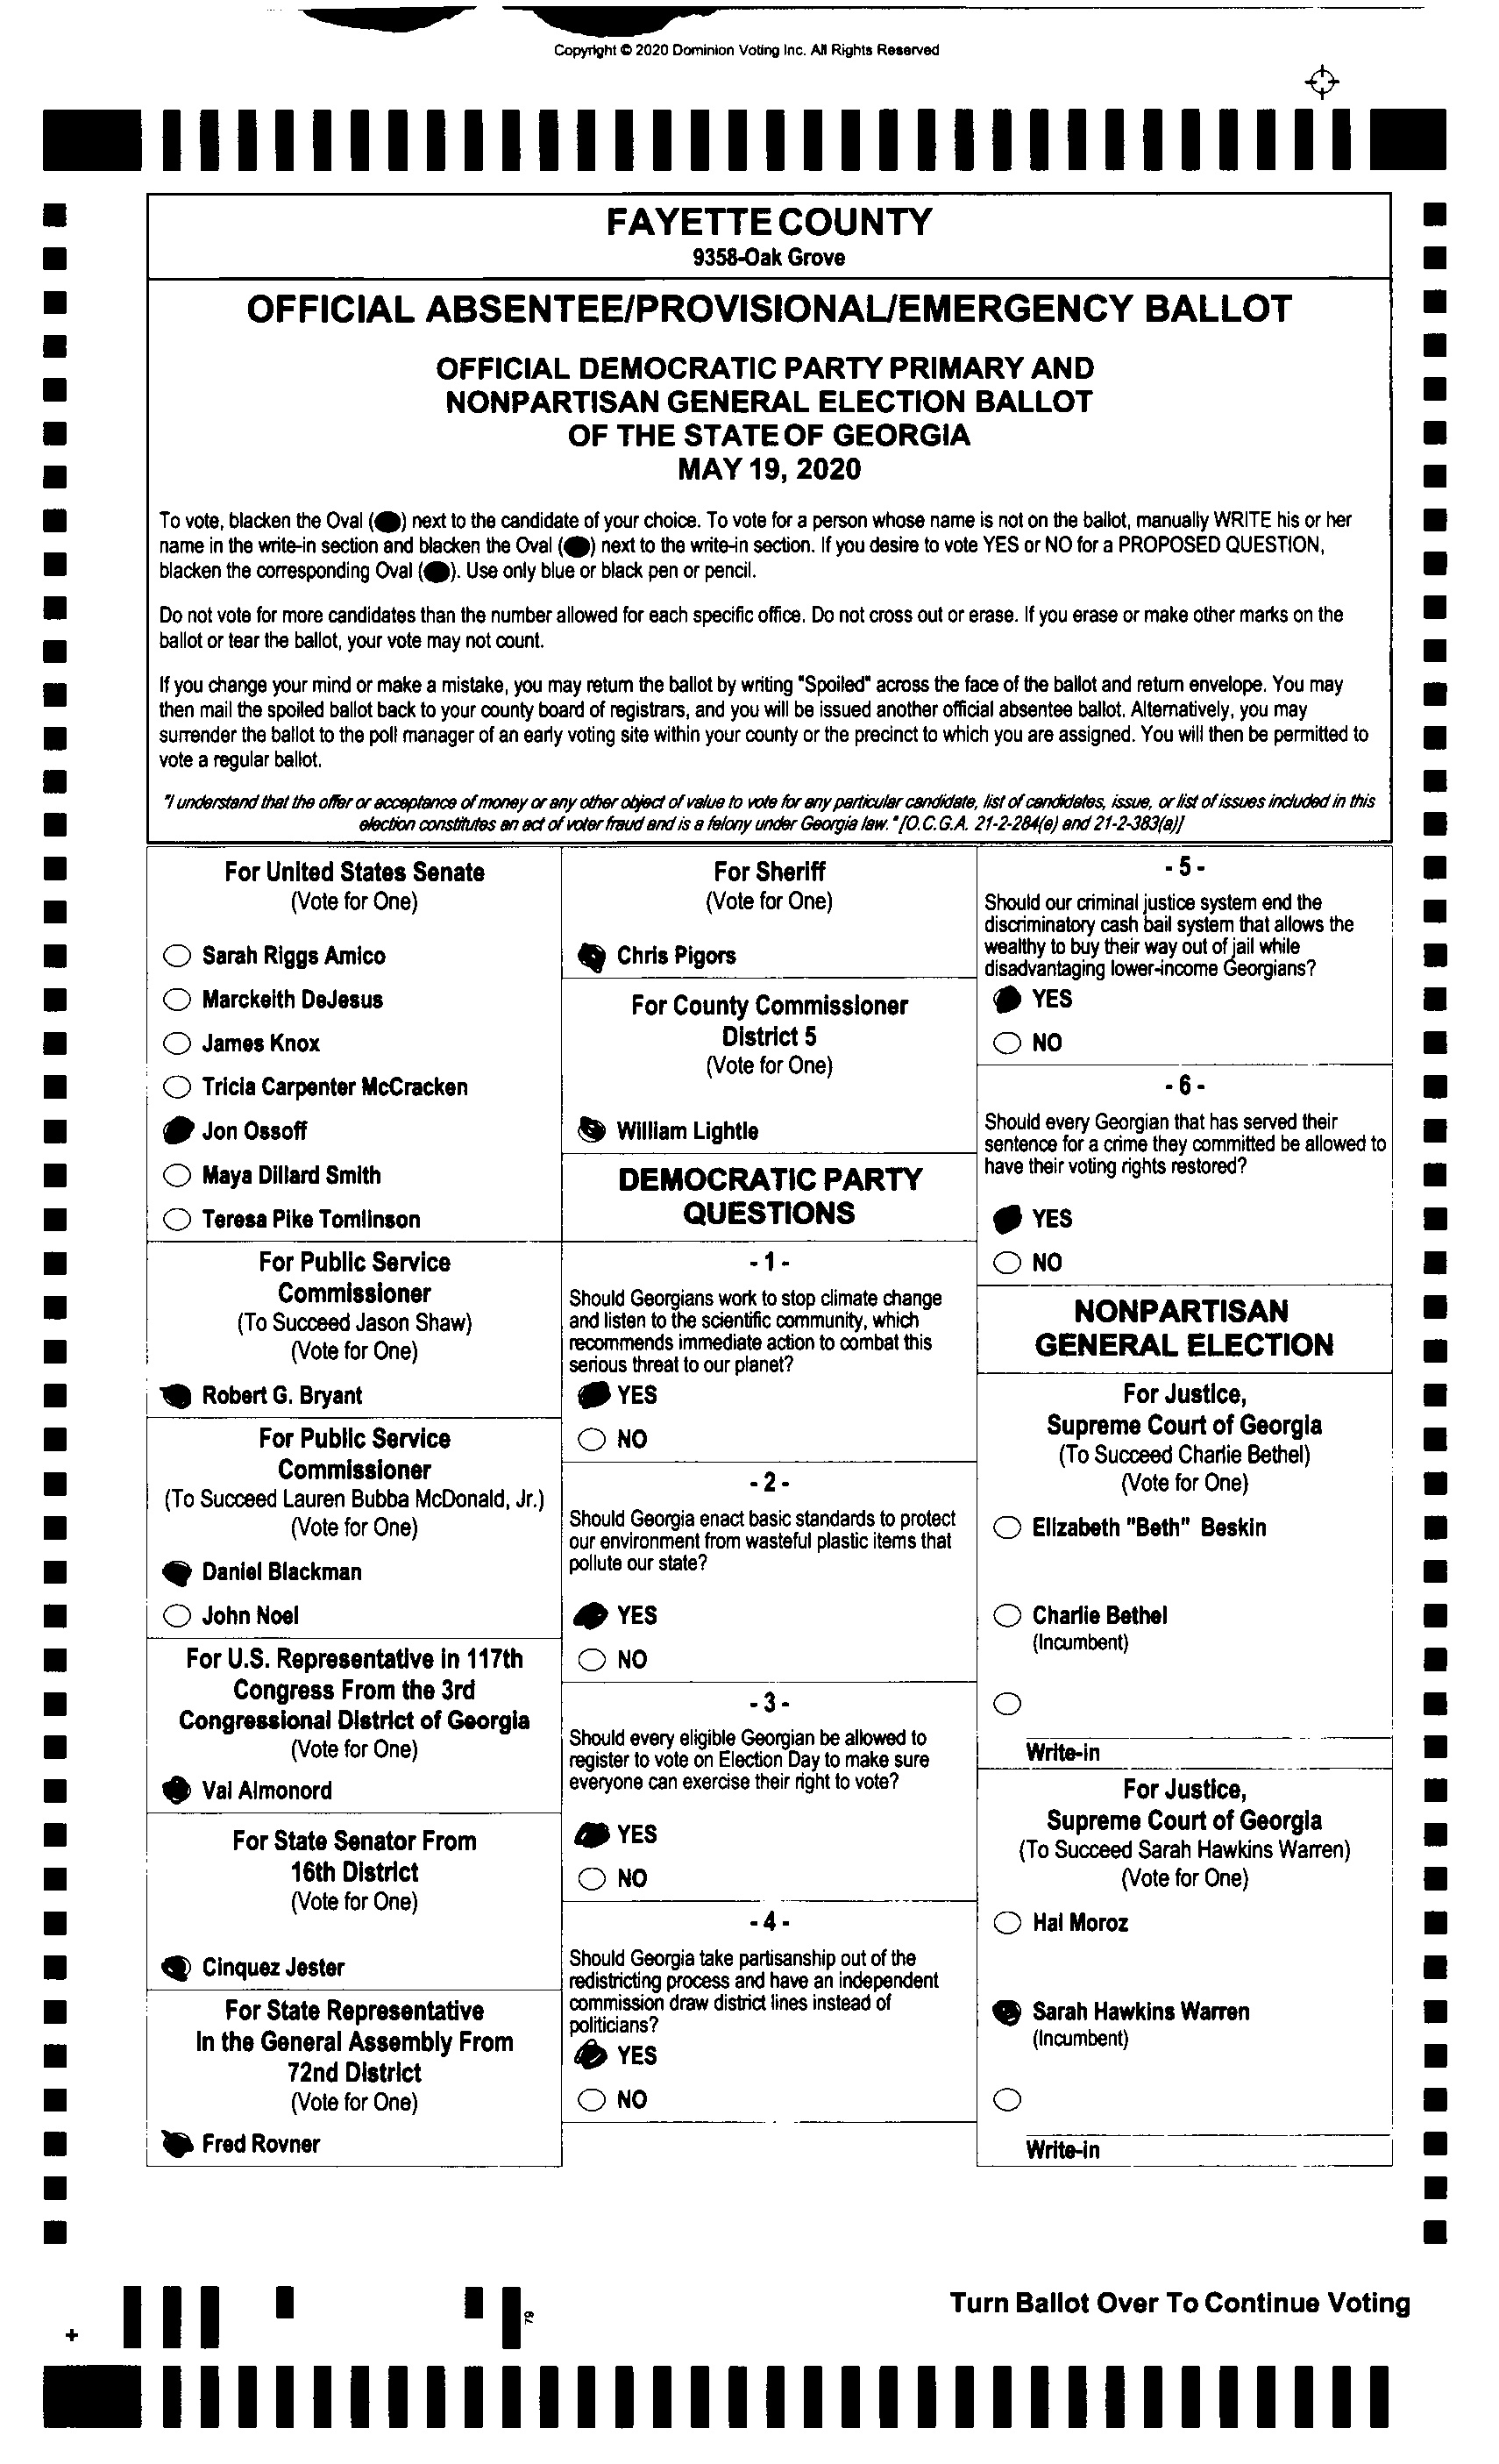 Copyright © 2020 Dominion Voting Inc. All Rights Reserved
FAYETTE COUNTY
9358-Oak Grove
OFFICIAL ABSENTEE/PROVISIONAL/EMERGENCY BALLOT
OFFICIAL DEMOCRATIC PARTY PRIMARY AND
NONPARTISAN GENERAL ELECTION BALLOT
OF THE STATE OF GEORGIA
MAY 19, 2020
To vote, blacken the Oval ( ) next to the candidate of your choice. To vote for a person whose name is not on the ballot, manually WRITE his or her
name in the write-in section and blacken the Oval ( ) next to the write-in section. If you desire to vote YES or NO for a PROPOSED QUESTION,
blacken the corresponding Oval ( ). Use only blue or black pen or pencil.
Do not vote for more candidates than the number allowed for each specific office. Do not cross out or erase. If you erase or make other marks on the
ballot or tear the ballot, your vote may not count.
If you change your mind or make a mistake, you may return the ballot by writing "Spoiled" across the face of the ballot and return envelope. You may
then mail the spoiled ballot back to your county board of registrars, and you will be issued another official absentee ballot. Alternatively, you may
surrender the ballot to the poll manager of an early voting site within your county or the precinct to which you are assigned. You will then be permitted to
vote a regular ballot.
"I understand that the offer or acceptance of money or any other object of value to vote for any particular candidate, list of candidates, issue, or list of issues included in this
election constitutes an act of voter fraud and is a felony under Georgia law." [O.C.G.A. 21-2-284(e) and 21-2-383(a)]
For United States Senate
(Vote for One)
Sarah Riggs Amico
Marckeith DeJesus
James Knox
Tricia Carpenter McCracken
Jon Ossoff
Maya Dillard Smith
Teresa Pike Tomlinson
For Public Service
Commissioner
(To Succeed Jason Shaw)
(Vote for One)
Robert G. Bryant
For Public Service
Commissioner
(To Succeed Lauren Bubba McDonald, Jr.)
(Vote for One)
Daniel Blackman
John Noel
For U.S. Representative in 117th
Congress From the 3rd
Congressional District of Georgia
(Vote for One)
Val Almonord
For State Senator From
16th District
(Vote for One)
Cinquez Jester
For State Representative
In the General Assembly From
72nd District
(Vote for One)
Fred Rovner
For Sheriff
(Vote for One)
Chris Pigors
For County Commissioner
District 5
(Vote for One)
William Lightle
DEMOCRATIC PARTY
QUESTIONS
- 1 -
Should Georgians work to stop climate change
and listen to the scientific community, which
recommends immediate action to combat this
serious threat to our planet?
YES
NO
- 2 -
Should Georgia enact basic standards to protect
our environment from wasteful plastic items that
pollute our state?
YES
NO
- 3 -
Should every eligible Georgian be allowed to
register to vote on Election Day to make sure
everyone can exercise their right to vote?
YES
NO
- 4 -
Should Georgia take partisanship out of the
redistricting process and have an independent
commission draw district lines instead of
politicians?
YES
NO
- 5 -
Should our criminal justice system end the
discriminatory cash bail system that allows the
wealthy to buy their way out of jail while
disadvantaging lower-income Georgians?
YES
NO
- 6 -
Should every Georgian that has served their
sentence for a crime they committed be allowed to
have their voting rights restored?
YES
NO
NONPARTISAN
GENERAL ELECTION
For Justice,
Supreme Court of Georgia
(To Succeed Charlie Bethel)
(Vote for One)
Elizabeth "Beth" Beskin
Charlie Bethel
(Incumbent)
Write-in
For Justice,
Supreme Court of Georgia
(To Succeed Sarah Hawkins Warren)
(Vote for One)
Hal Moroz
Sarah Hawkins Warren
(Incumbent)
Write-in
Turn Ballot Over To Continue Voting
79